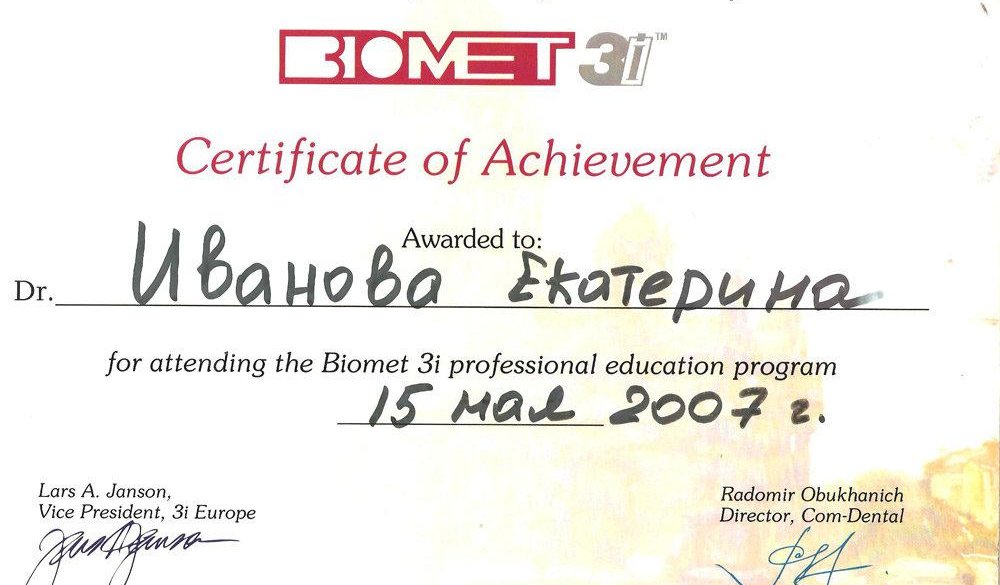 BIOMET 3i™
Certificate of Achievement
Awarded to:
Dr. Иванова Екатерина
for attending the Biomet 3i professional education program
15 мая 2007 г.
Lars A. Janson,
Vice President, 3i Europe
Radomir Obukhanich
Director, Com-Dental